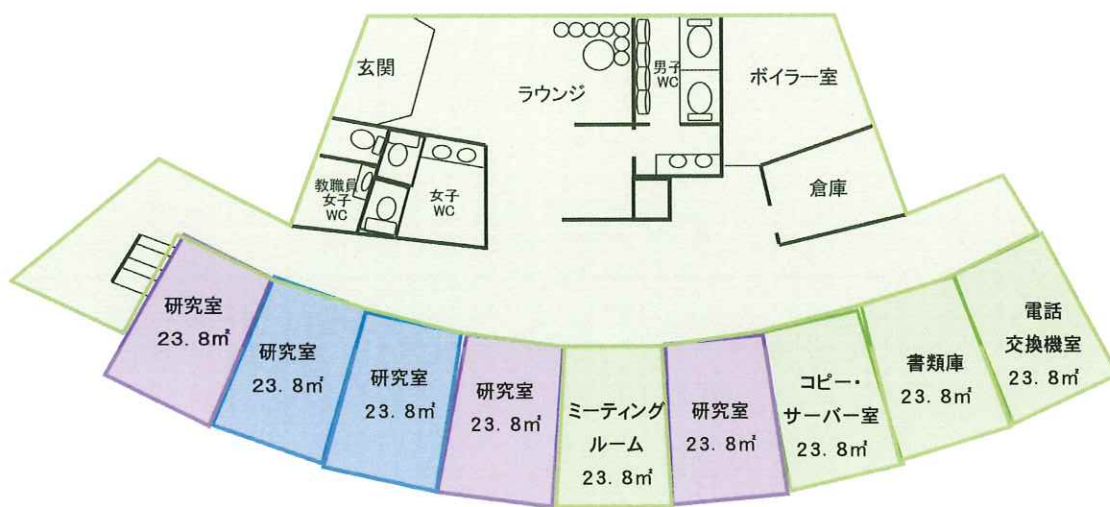 玄関
ラウンジ
男子
WC
ボイラー室
教職員
女子
WC
女子
WC
倉庫
研究室
23.8㎡
研究室
23.8㎡
研究室
23.8㎡
研究室
23.8㎡
ミーティング
ルーム
23.8㎡
研究室
23.8㎡
コピー・
サーバー室
23.8㎡
書類庫
23.8㎡
電話
交換機室
23.8㎡